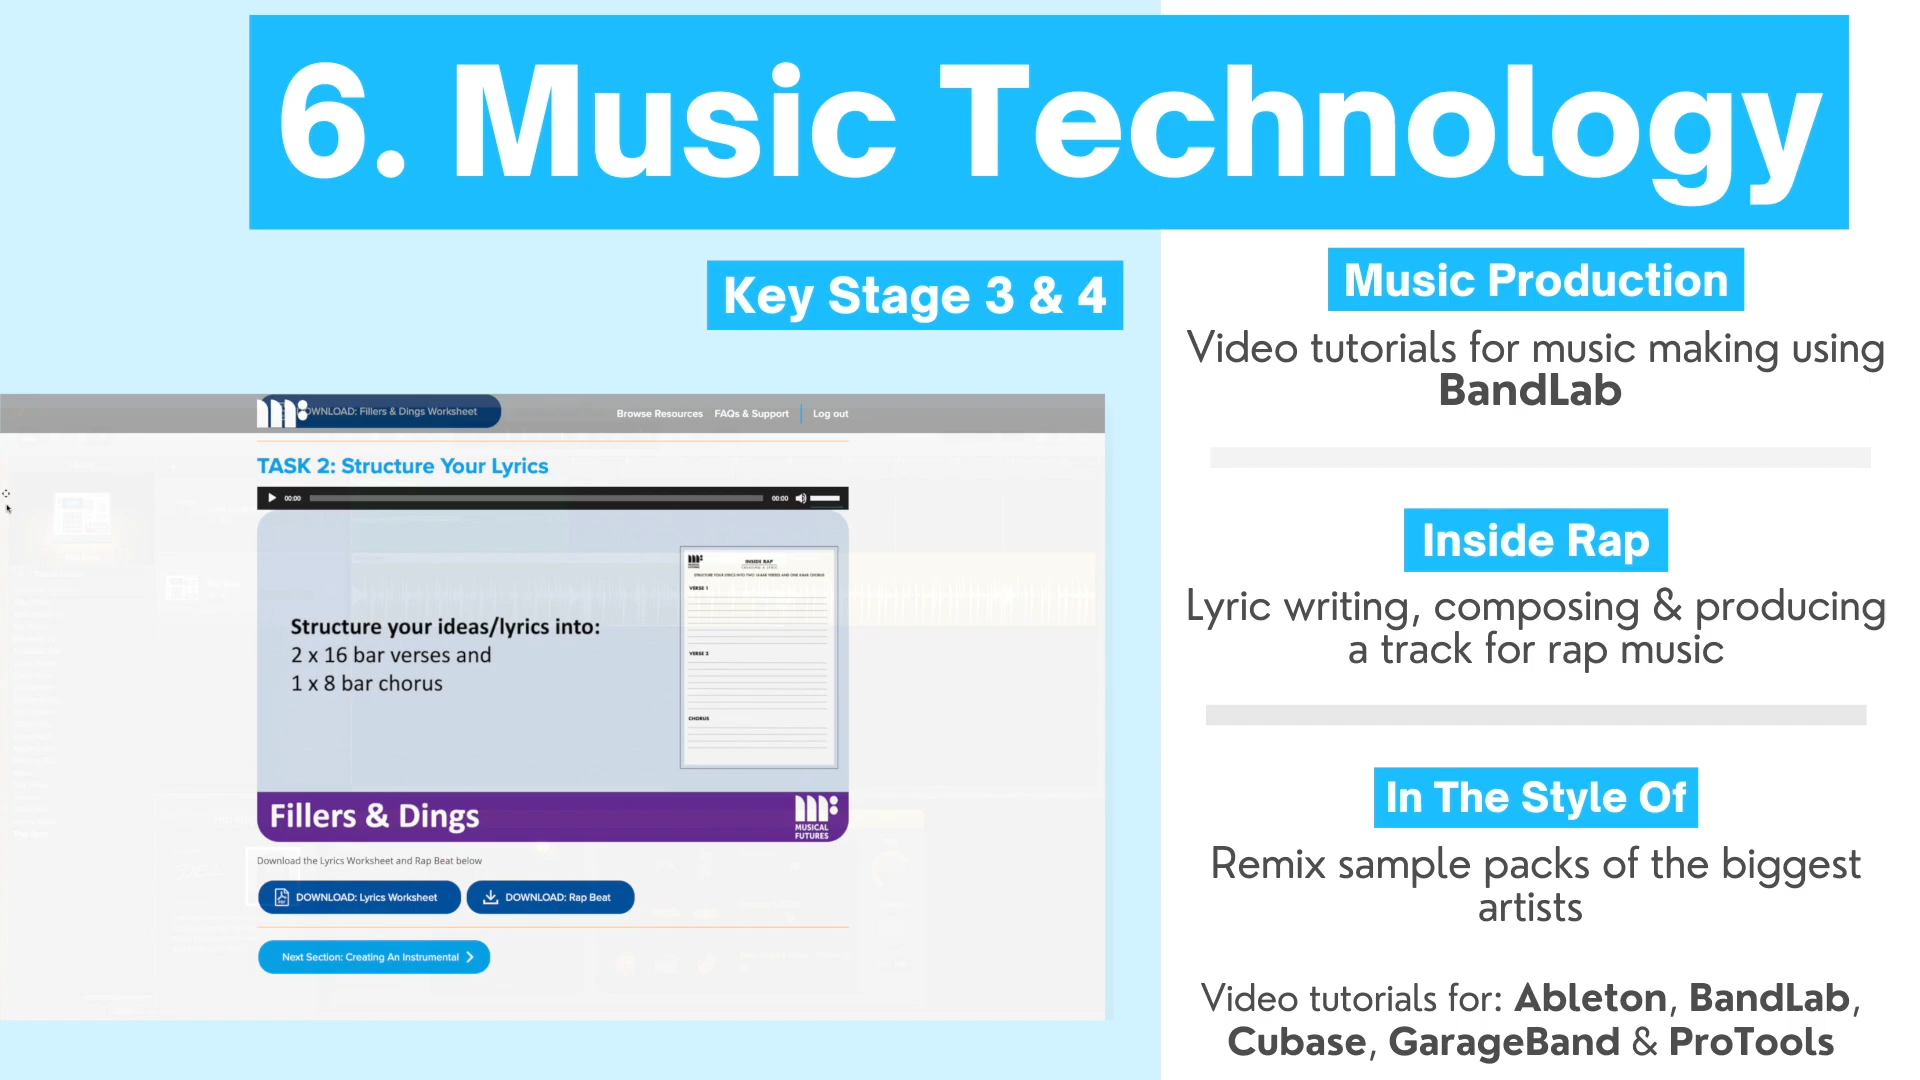 6. Music Technology
Key Stage 3 & 4
DOWNLOAD: Fillers & Dings Worksheet
Browse Resources FAQs & Support Log out
TASK 2: Structure Your Lyrics
00:00 00:00
INSIDE RAP
VERSE 1
VERSE 2
CHORUS
Structure your ideas/lyrics into:
2 x 16 bar verses and
1 x 8 bar chorus
Fillers & Dings
MUSICAL
FUTURES
Download the Lyrics Worksheet and Rap Beat below
DOWNLOAD: Lyrics Worksheet DOWNLOAD: Rap Beat
Next Section: Creating An Instrumental
Music Production
Video tutorials for music making using
BandLab
Inside Rap
Lyric writing, composing & producing
a track for rap music
In The Style Of
Remix sample packs of the biggest
artists
Video tutorials for: Ableton, BandLab,
Cubase, GarageBand & ProTools